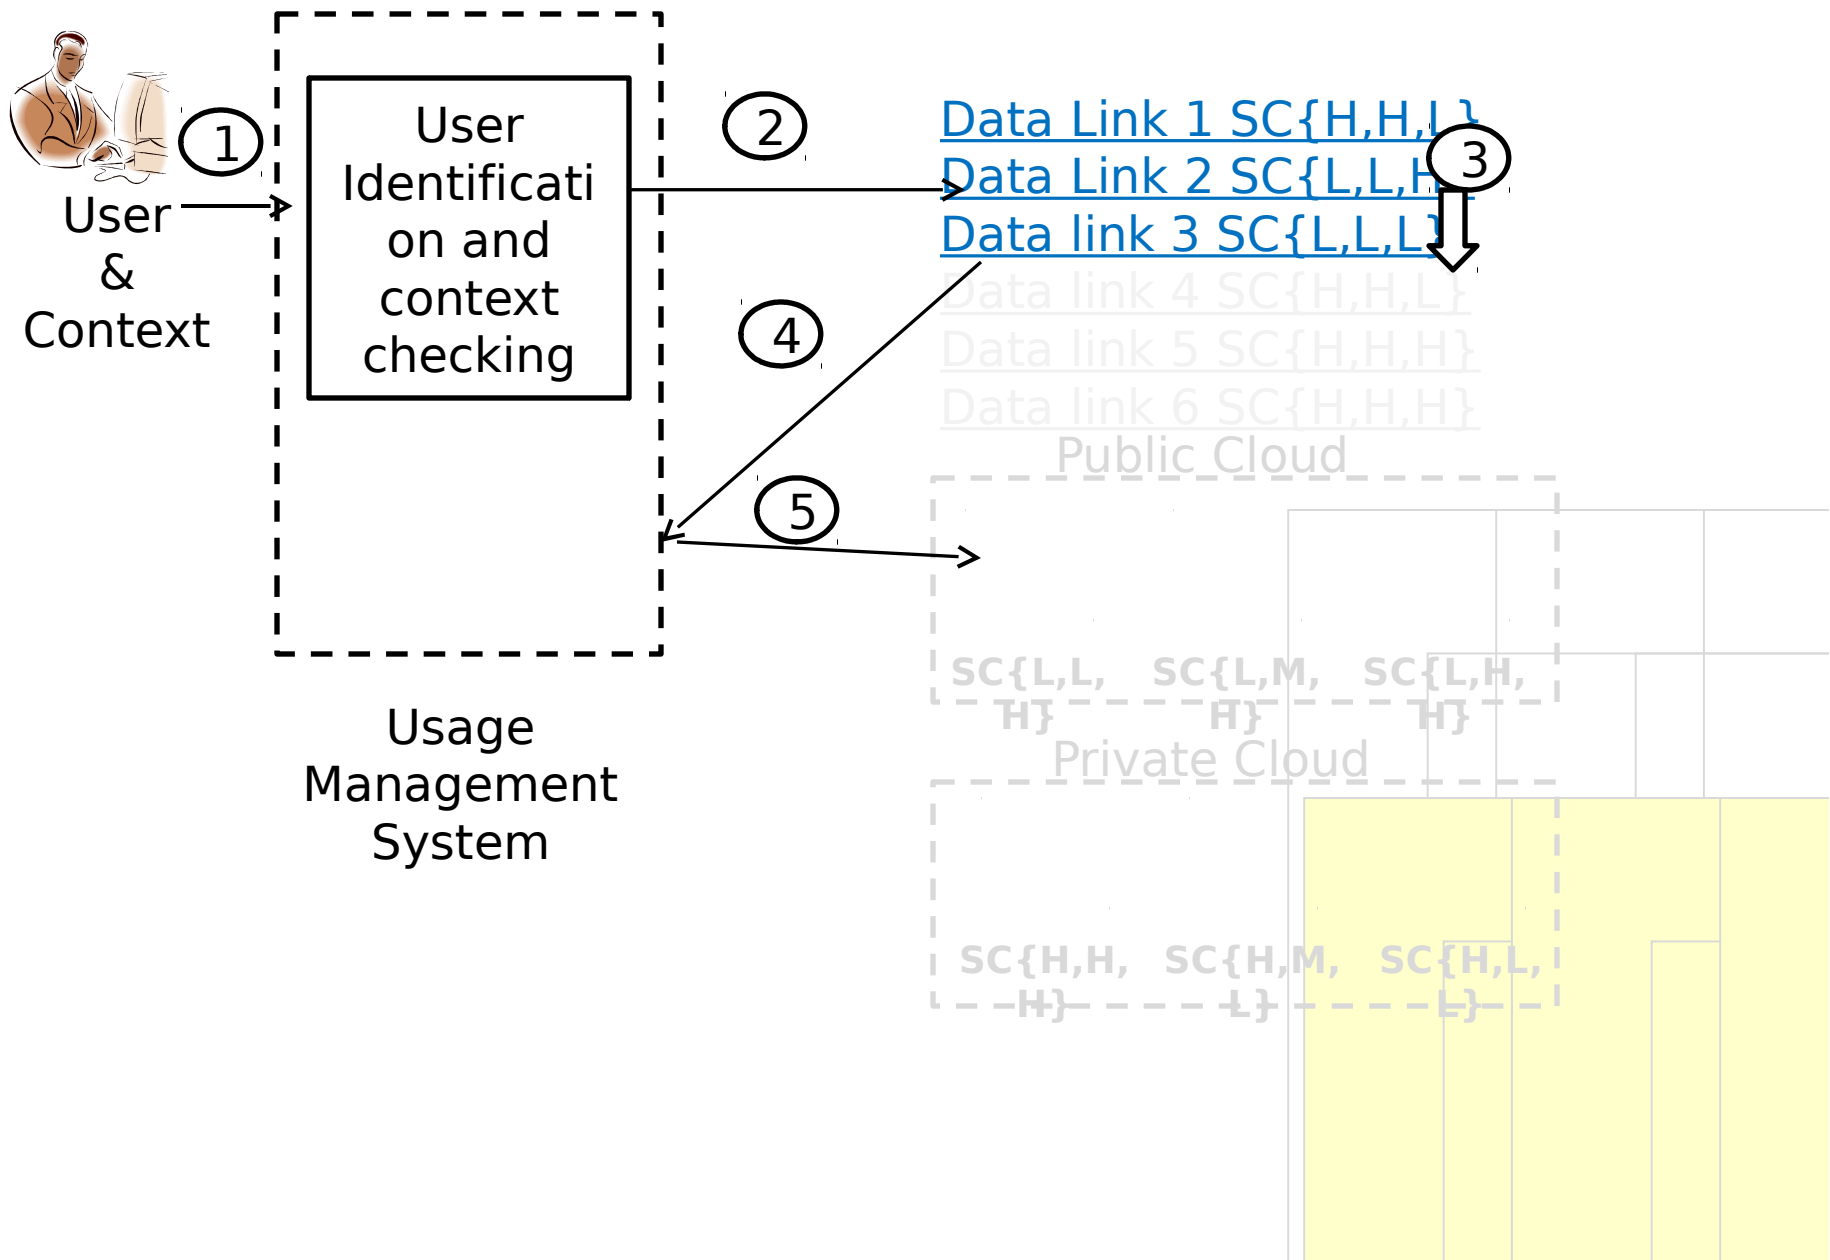 1
User
&
Context
User
Identificati
on and
context
checking
Usage
Management
System
2
Data Link 1 SC{H,H,L}
Data Link 2 SC{L,L,H
Data link 3 SC{L,L,L}
3
Data link 4 SC{H,H,L}
Data link 5 SC{H,H,H}
Data link 6 SC{H,H,H}
4
5
Public Cloud
SC{L,L,
H}
SC{L,M,
H}
SC{L,H,
H}
Private Cloud
SC{H,H,
H}
SC{H,M,
L}
SC{H,L,
L}